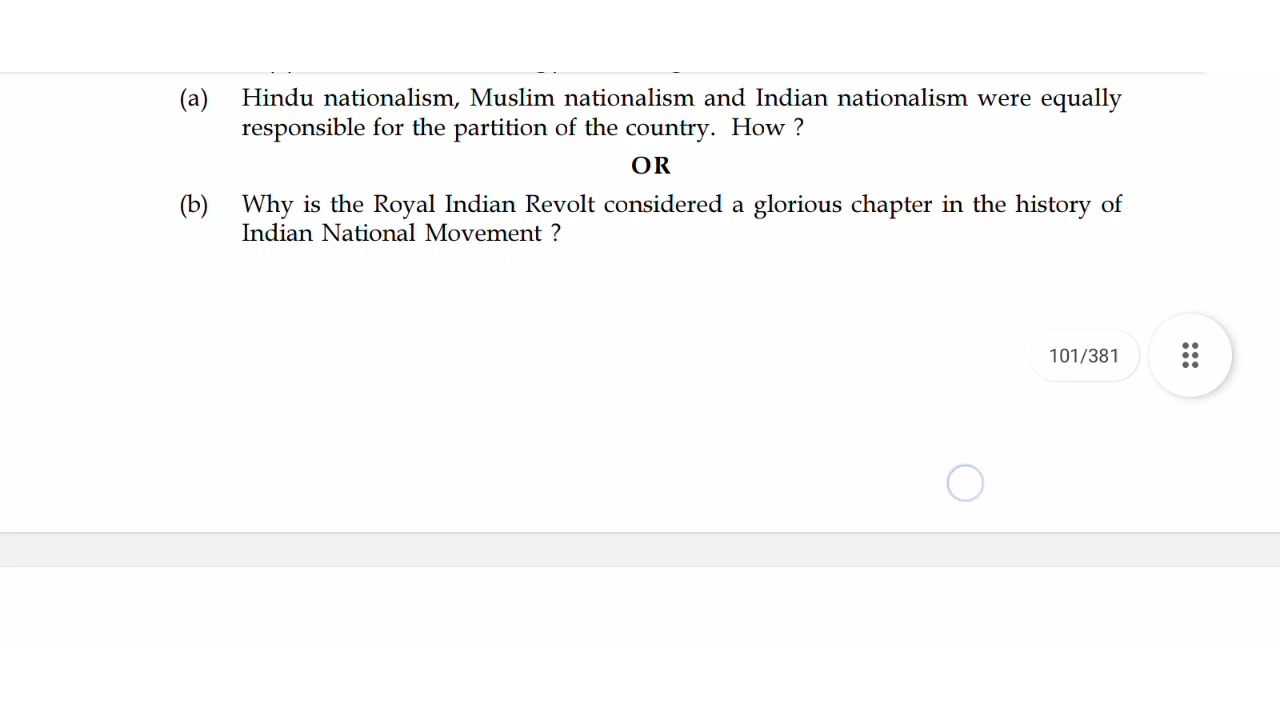 (a) Hindu nationalism, Muslim nationalism and Indian nationalism were equally
responsible for the partition of the country. How ?
OR
(b) Why is the Royal Indian Revolt considered a glorious chapter in the history of
Indian National Movement ?
101/381